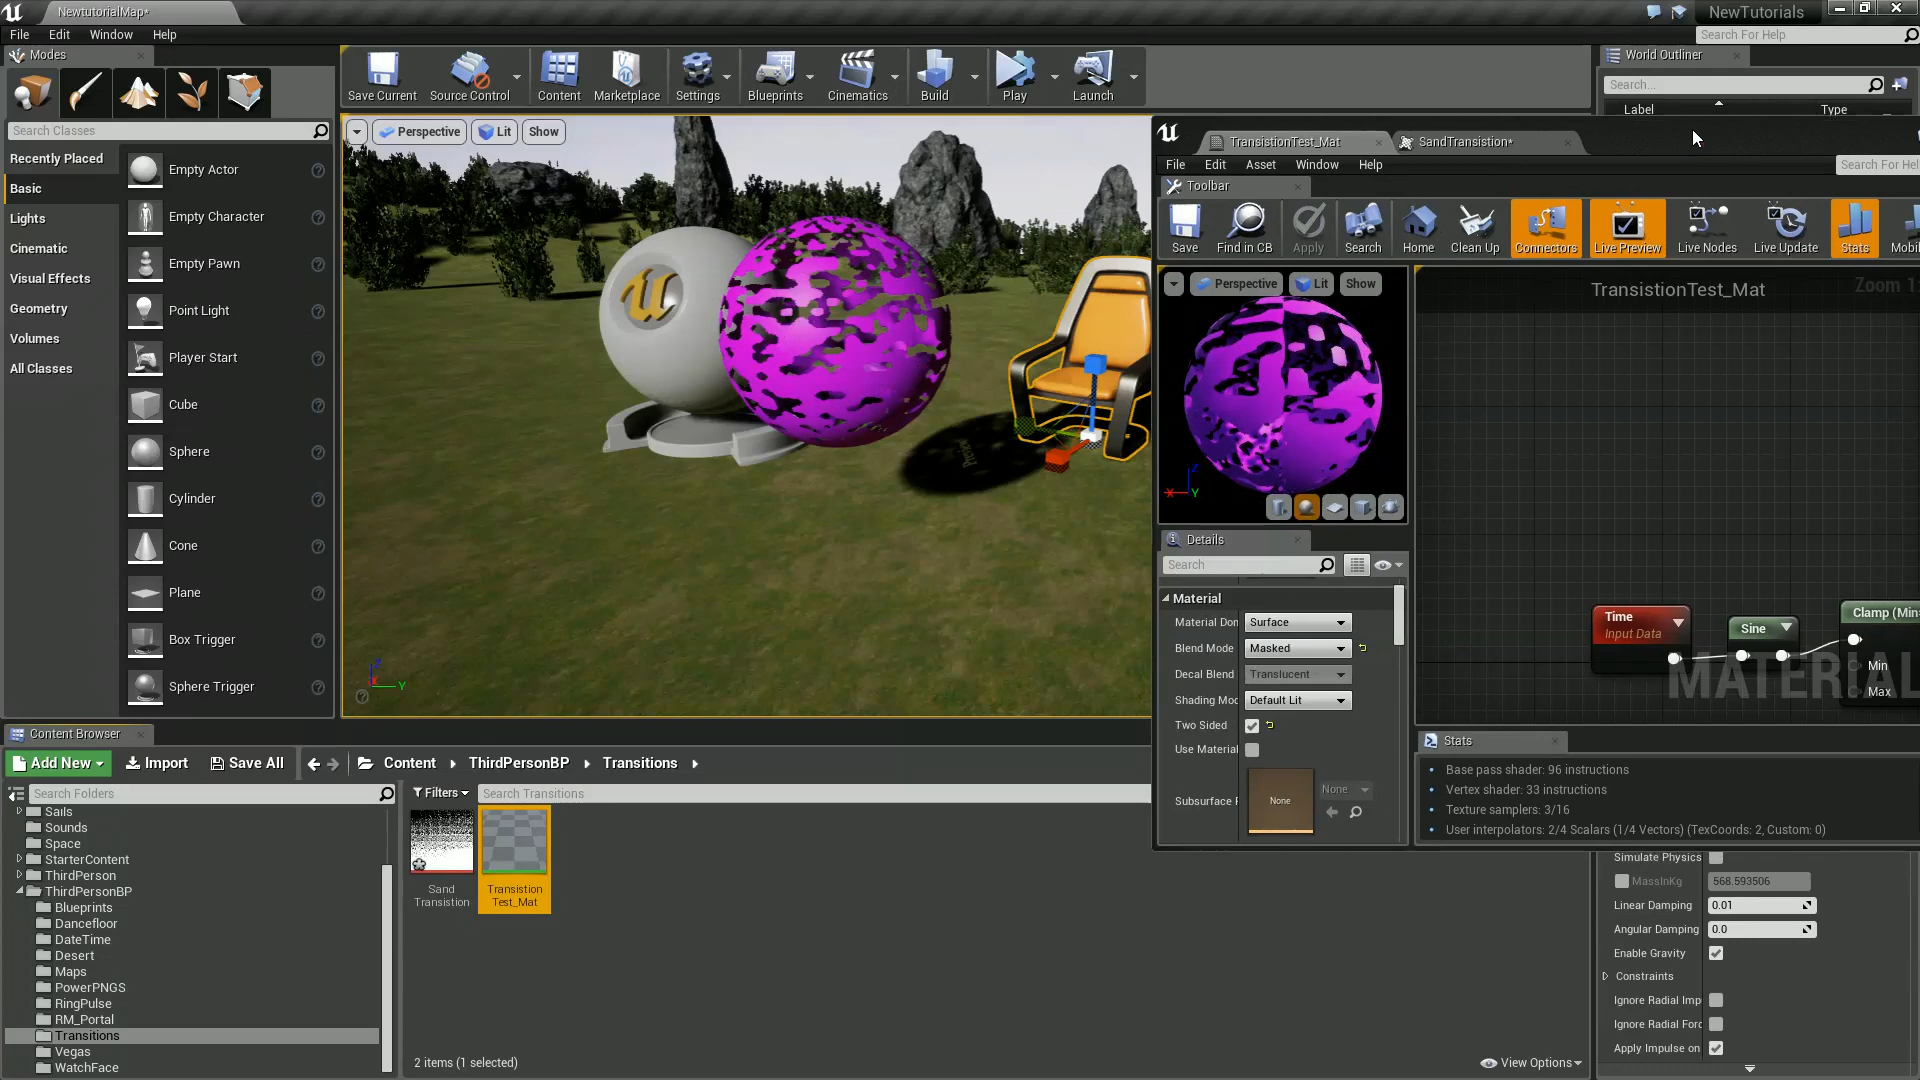 NewtutorialMap*
NewTutorials
File Edit Window Help
Search For Help
Modes
Save Current
Source Control
Content
Marketplace
Settings
Blueprints
Cinematics
Build
Play
Launch
World Outliner
Search...
Label
Type
Search Classes
Recently Placed
Basic
Lights
Cinematic
Visual Effects
Geometry
Volumes
All Classes
Empty Actor
Empty Character
Empty Pawn
Point Light
Player Start
Cube
Sphere
Cylinder
Cone
Plane
Box Trigger
Sphere Trigger
Perspective
Lit
Show
TransistionTest_Mat
SandTransistion*
File Edit Asset Window Help
Search For Hel
Toolbar
Save
Find in CB
Apply
Search
Home
Clean Up
Connectors
Live Preview
Live Nodes
Live Update
Stats
Mobil
Perspective
Lit
Show
X
Y
Z
TransistionTest_Mat
Zoom 1:
Time
Input Data
Sine
Clamp (Min=
Min
Max
MATERIAL
Details
Search
Material
Material Don
Surface
Blend Mode
Masked
Decal Blend
Translucent
Shading Moc
Default Lit
Two Sided
Use Material
Subsurface F
None
None
Stats
Base pass shader: 96 instructions
Vertex shader: 33 instructions
Texture samplers: 3/16
User interpolators: 2/4 Scalars (1/4 Vectors) (TexCoords: 2, Custom: 0)
Content Browser
Add New
Import
Save All
Content
ThirdPersonBP
Transitions
Search Folders
Filters
Search Transitions
Sails
Sounds
Space
StarterContent
ThirdPerson
ThirdPersonBP
Blueprints
Dancefloor
DateTime
Desert
Maps
PowerPNGS
RingPulse
RM_Portal
Transitions
Vegas
WatchFace
Sand
Transistion
Transistion
Test_Mat
2 items (1 selected)
View Options
Simulate Physics
MassInKg
568.593506
Linear Damping
0.01
Angular Damping
0.0
Enable Gravity
Constraints
Ignore Radial Imp
Ignore Radial Forc
Apply Impulse on